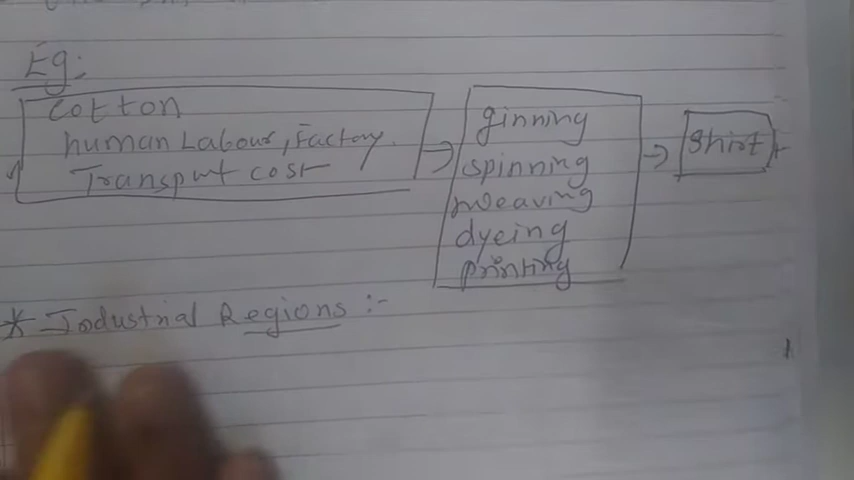 Eg:
cotton
human Labour, Factory.
Transport cost
→
ginning
spinning
weaving
dyeing
printing
→
Shirt
* Industrial Regions :-